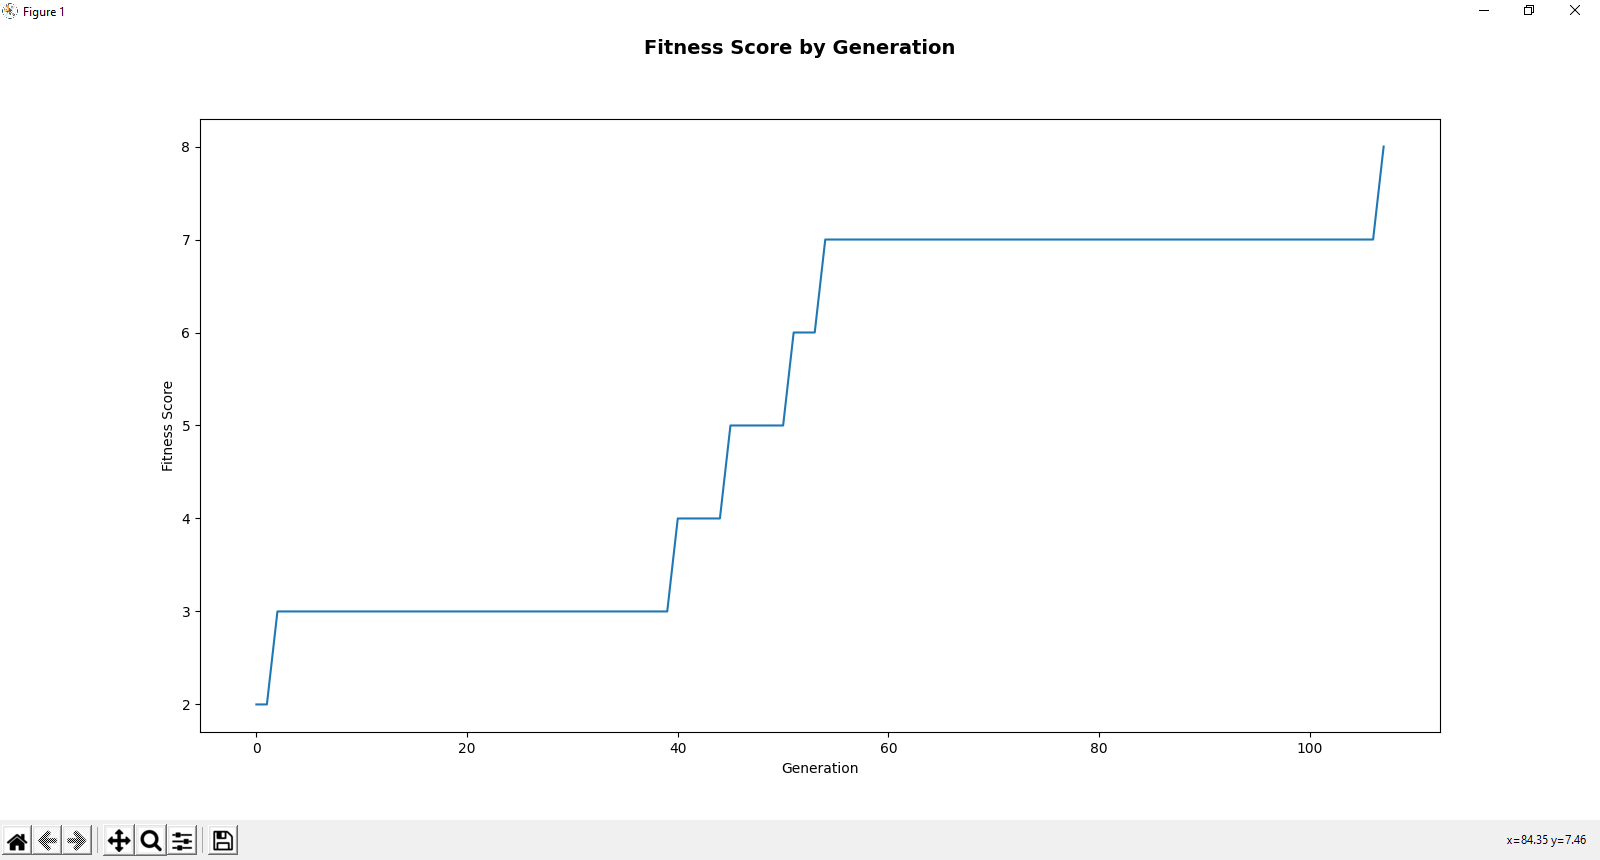 Figure 1
Fitness Score by Generation
8
7
6
5
4
3
2
Fitness Score
0 20 40 60 80 100
Generation
x=84.35 y=7.46